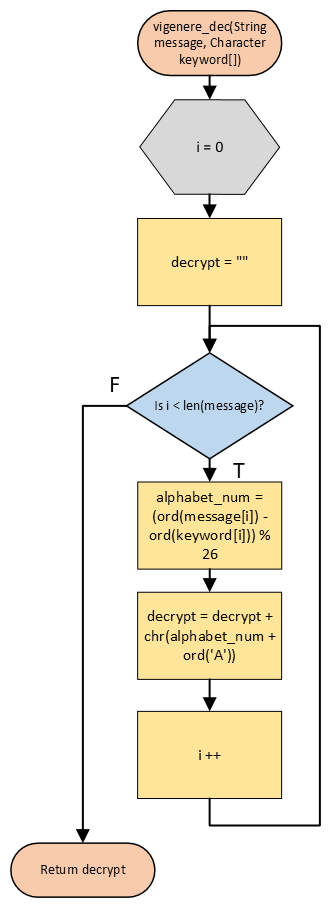 vigenere_dec(String
message, Character
keyword[])
i = 0
decrypt = ""
Is i < len(message)?
F
T
alphabet_num =
(ord(message[i]) -
ord(keyword[i])) %
26
decrypt = decrypt +
chr(alphabet_num +
ord('A'))
i ++
Return decrypt